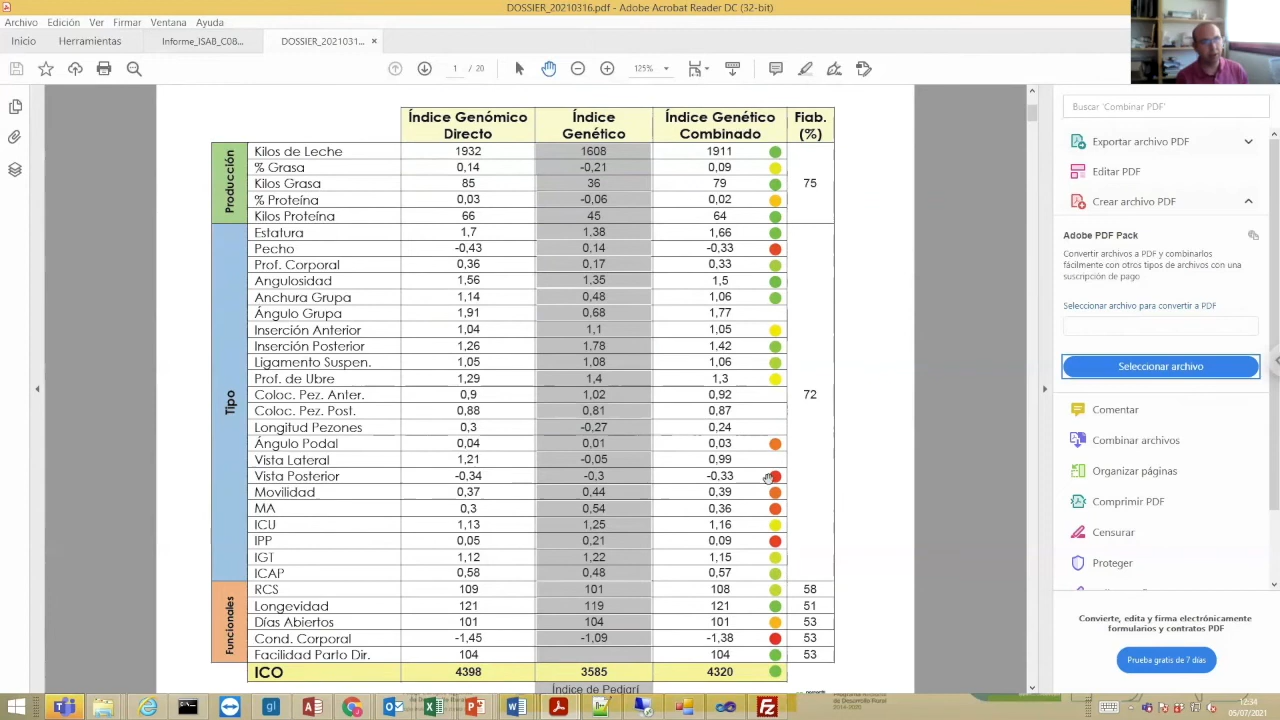 DOSSIER_20210316.pdf - Adobe Acrobat Reader DC (32-bit)
Archivo Edición Ver Firmar Ventana Ayuda
Inicio Herramientas Informe_ISAB_C08... DOSSIER_2021031... ×
1 / 20 125%
Índice Genómico Directo Índice Genético Índice Genético Combinado Fiab. (%)
Producción
Kilos de Leche 1932 1608 1911
% Grasa 0,14 -0,21 0,09
Kilos Grasa 85 36 79 75
% Proteína 0,03 -0,06 0,02
Kilos Proteína 66 45 64
Tipo
Estatura 1,7 1,38 1,66
Pecho -0,43 0,14 -0,33
Prof. Corporal 0,36 0,17 0,33
Angulosidad 1,56 1,35 1,5
Anchura Grupa 1,14 0,48 1,06
Ángulo Grupa 1,91 0,68 1,77
Inserción Anterior 1,04 1,1 1,05
Inserción Posterior 1,26 1,78 1,42
Ligamento Suspen. 1,05 1,08 1,06
Prof. de Ubre 1,29 1,4 1,3
Coloc. Pez. Anter. 0,9 1,02 0,92 72
Coloc. Pez. Post. 0,88 0,81 0,87
Longitud Pezones 0,3 -0,27 0,24
Ángulo Podal 0,04 0,01 0,03
Vista Lateral 1,21 -0,05 0,99
Vista Posterior -0,34 -0,3 -0,33
Movilidad 0,37 0,44 0,39
MA 0,3 0,54 0,36
ICU 1,13 1,25 1,16
IPP 0,05 0,21 0,09
IGT 1,12 1,22 1,15
ICAP 0,58 0,48 0,57
Funcionales
RCS 109 101 108 58
Longevidad 121 119 121 51
Días Abiertos 101 104 101 53
Cond. Corporal -1,45 -1,09 -1,38 53
Facilidad Parto Dir. 104 104 53
ICO 4398 3585 4320
Índice de Pedigrí
Buscar 'Combinar PDF'
Exportar archivo PDF
Editar PDF
Crear archivo PDF
Adobe PDF Pack
Convertir archivos a PDF y combinarlos
fácilmente con otros tipos de archivos con una
suscripción de pago
Seleccionar archivo para convertir a PDF
Seleccionar archivo
Comentar
Combinar archivos
Organizar páginas
Comprimir PDF
Censurar
Proteger
Convierte, edita y firma electrónicamente
formularios y contratos PDF
Prueba gratis de 7 días
de Desarrollo Rural
2014-2020
gl
12:34
05/07/2021